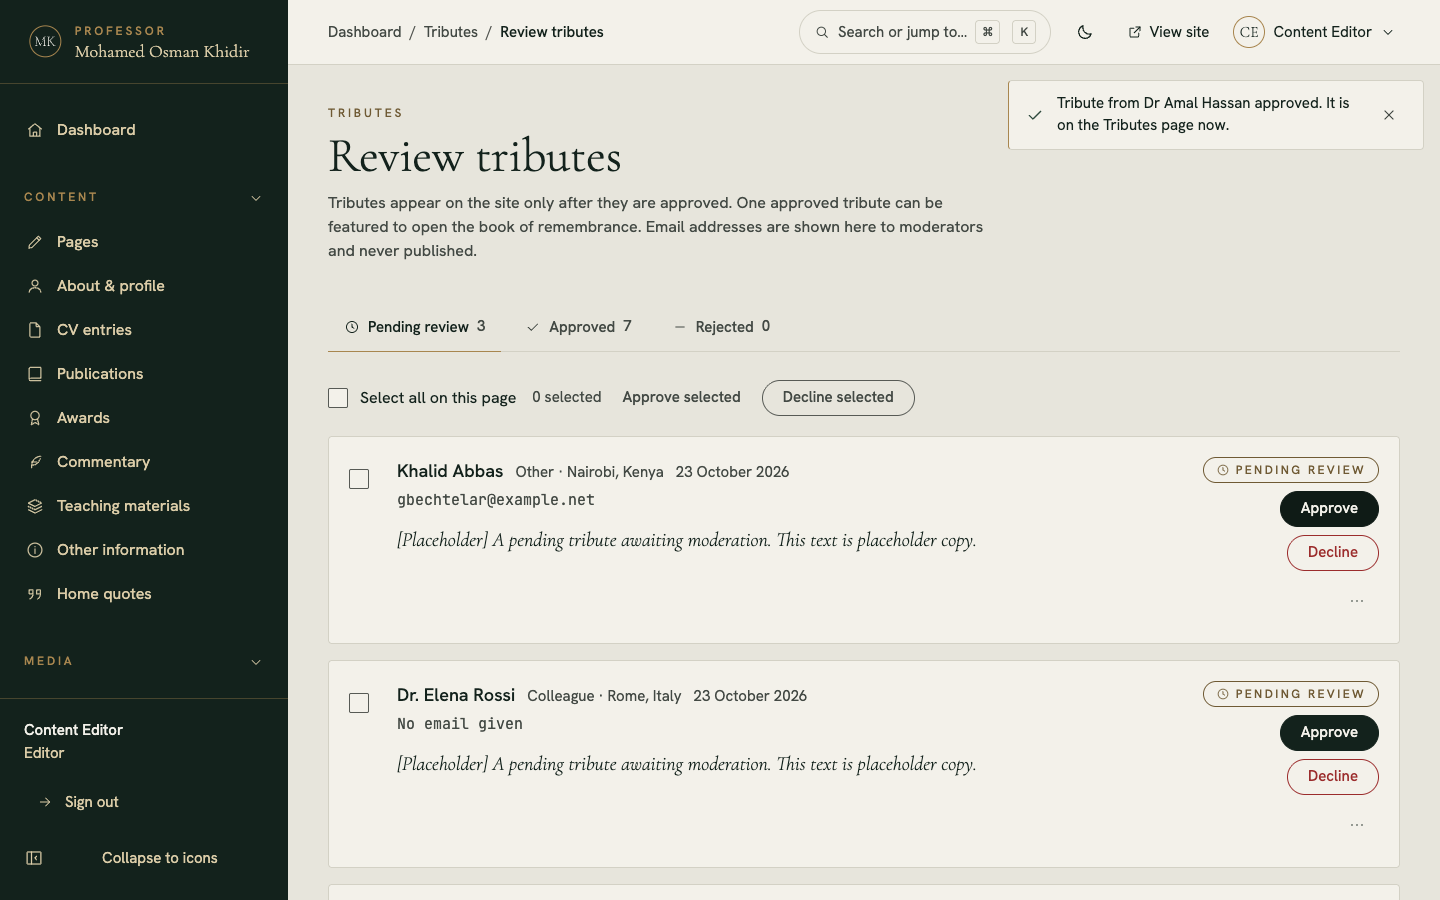 MK
PROFESSOR
Mohamed Osman Khidir
Dashboard
CONTENT
Pages
About & profile
CV entries
Publications
Awards
Commentary
Teaching materials
Other information
Home quotes
MEDIA
Content Editor
Editor
Sign out
Collapse to icons
Dashboard / Tributes / Review tributes
Search or jump to... ⌘ K
View site
CE Content Editor
Tribute from Dr Amal Hassan approved. It is
on the Tributes page now.
TRIBUTES
Review tributes
Tributes appear on the site only after they are approved. One approved tribute can be
featured to open the book of remembrance. Email addresses are shown here to moderators
and never published.
Pending review 3 Approved 7 Rejected 0
Select all on this page 0 selected Approve selected Decline selected
Khalid Abbas Other · Nairobi, Kenya 23 October 2026
gbechtelar@example.net
[Placeholder] A pending tribute awaiting moderation. This text is placeholder copy.
PENDING REVIEW
Approve
Decline
...
Dr. Elena Rossi Colleague · Rome, Italy 23 October 2026
No email given
[Placeholder] A pending tribute awaiting moderation. This text is placeholder copy.
PENDING REVIEW
Approve
Decline
...